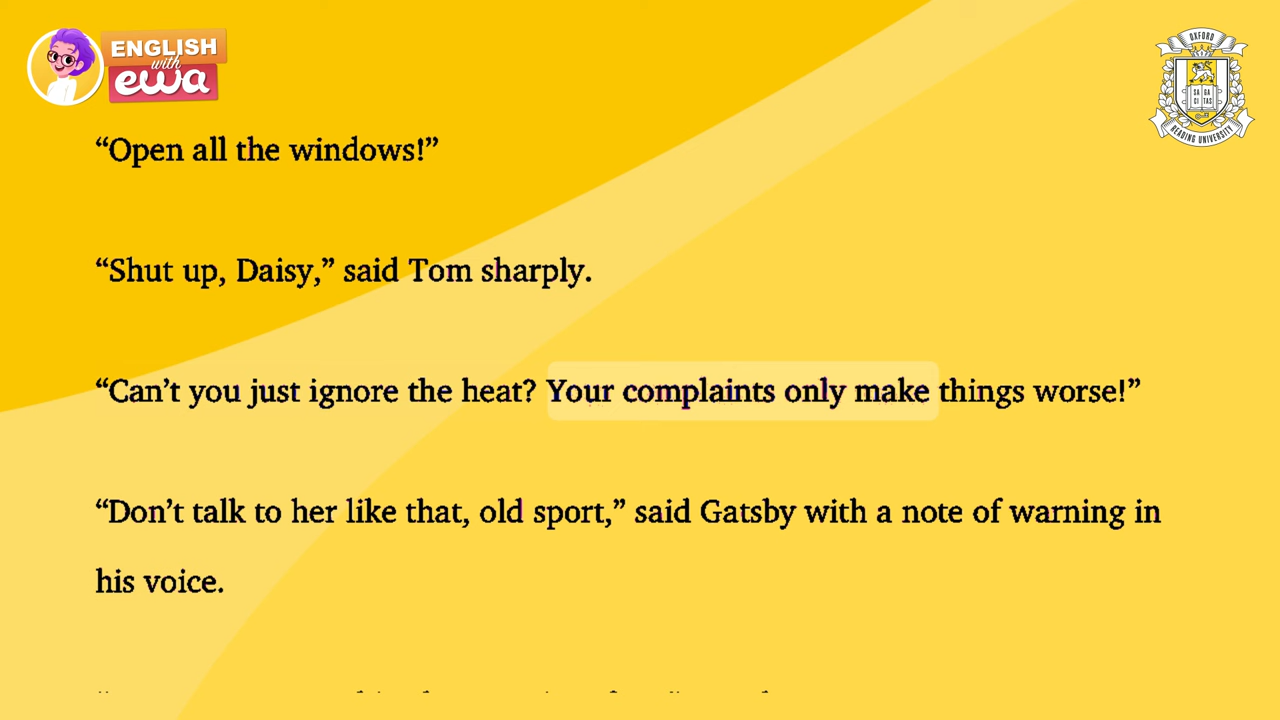 ENGLISH
with
ewa
OXFORD
SA GA
CI TAS
READING UNIVERSITY
“Open all the windows!”
“Shut up, Daisy,” said Tom sharply.
“Can’t you just ignore the heat? Your complaints only make things worse!”
“Don’t talk to her like that, old sport,” said Gatsby with a note of warning in
his voice.